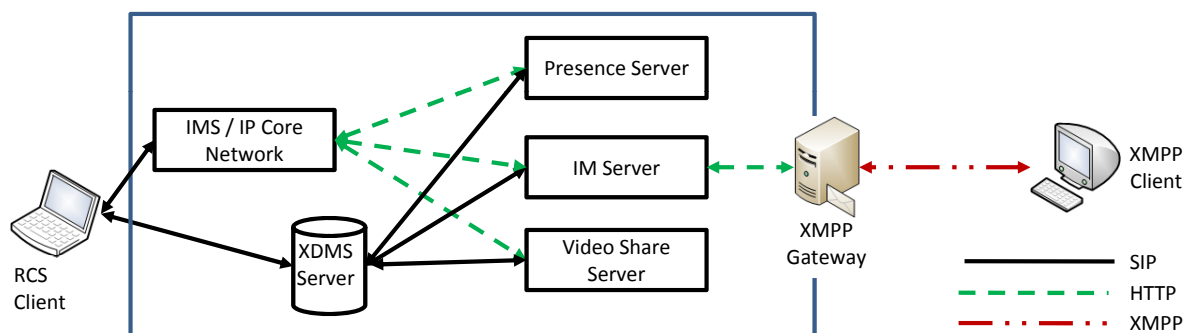 Presence Server
IMS / IP Core
Network
IM Server
XMPP
Client
XDMS
Server
Video Share
Server
XMPP
Gateway
RCS
Client
SIP
HTTP
XMPP